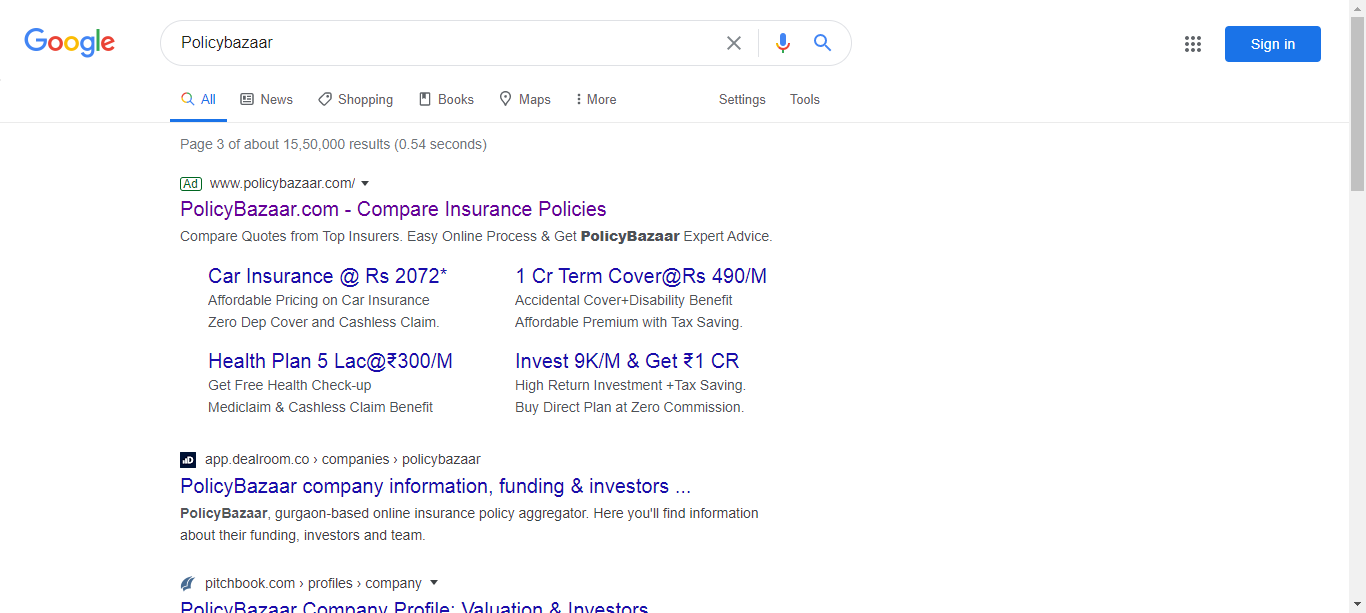 Google
Policybazaar
Sign in
All News Shopping Books Maps More Settings Tools
Page 3 of about 15,50,000 results (0.54 seconds)
Ad www.policybazaar.com/
PolicyBazaar.com - Compare Insurance Policies
Compare Quotes from Top Insurers. Easy Online Process & Get PolicyBazaar Expert Advice.
Car Insurance @ Rs 2072*
Affordable Pricing on Car Insurance
Zero Dep Cover and Cashless Claim.
1 Cr Term Cover@Rs 490/M
Accidental Cover+Disability Benefit
Affordable Premium with Tax Saving.
Health Plan 5 Lac@₹300/M
Get Free Health Check-up
Mediclaim & Cashless Claim Benefit
Invest 9K/M & Get ₹1 CR
High Return Investment +Tax Saving.
Buy Direct Plan at Zero Commission.
app.dealroom.co › companies › policybazaar
PolicyBazaar company information, funding & investors ...
PolicyBazaar, gurgaon-based online insurance policy aggregator. Here you'll find information
about their funding, investors and team.
pitchbook.com › profiles › company
PolicyBazaar Company Profile: Valuation & Investors